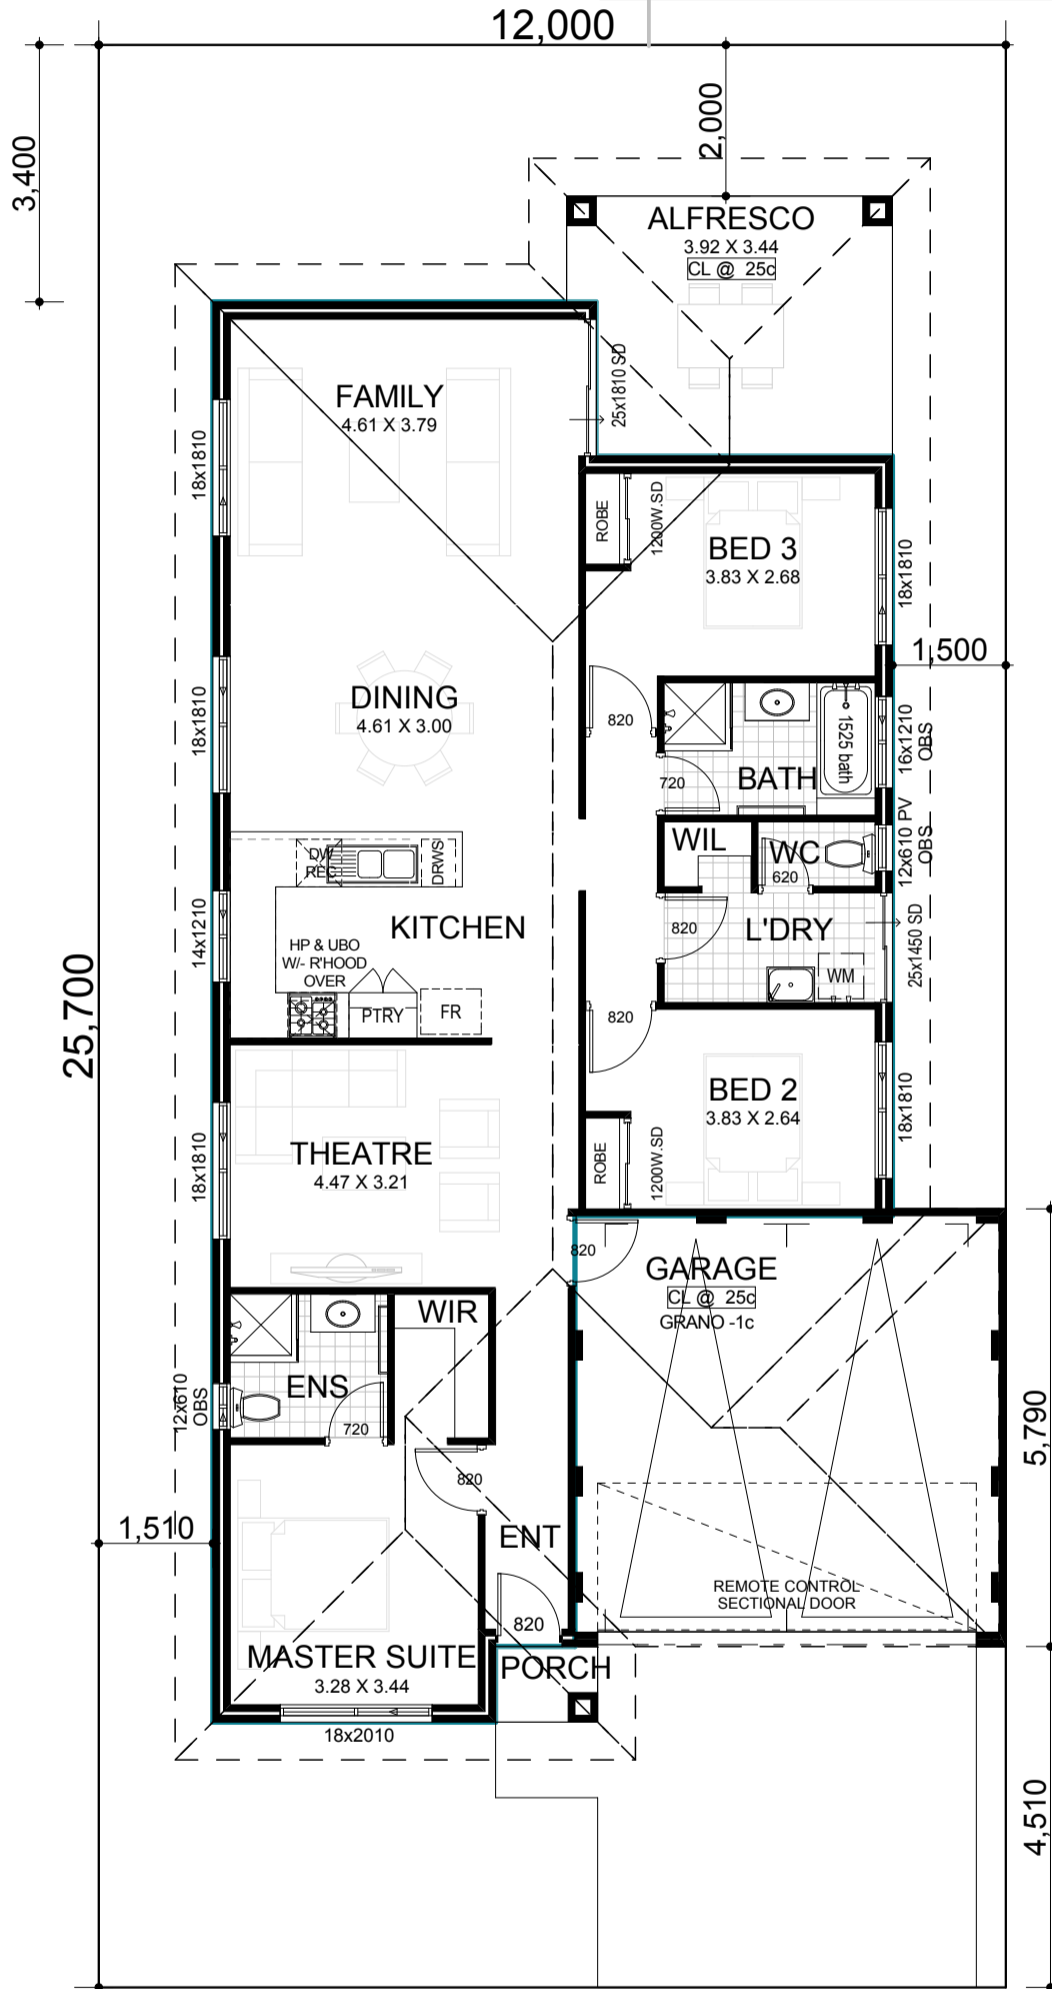 12,000
3,400
2,000
ALFRESCO
3.92 X 3.44
CL @ 25c
FAMILY
4.61 X 3.79
25x1810 SD
18x1810
ROBE
1200W.SD
BED 3
3.83 X 2.68
18x1810
1,500
DINING
4.61 X 3.00
18x1810
820
1525 bath
16x1210
OBS
BATH
720
WIL
WC
620
12x610 PV
OBS
DW
REC
DRWS
KITCHEN
14x1210
HP & UBO
W/- R'HOOD
OVER
PTRY
FR
820
L'DRY
WM
25x1450 SD
25,700
820
BED 2
3.83 X 2.64
18x1810
THEATRE
4.47 X 3.21
18x1810
ROBE
1200W.SD
820
GARAGE
CL @ 25c
GRANO -1c
WIR
ENS
720
12x610
OBS
5,790
820
1,510
ENT
REMOTE CONTROL
SECTIONAL DOOR
820
MASTER SUITE
3.28 X 3.44
PORCH
18x2010
4,510